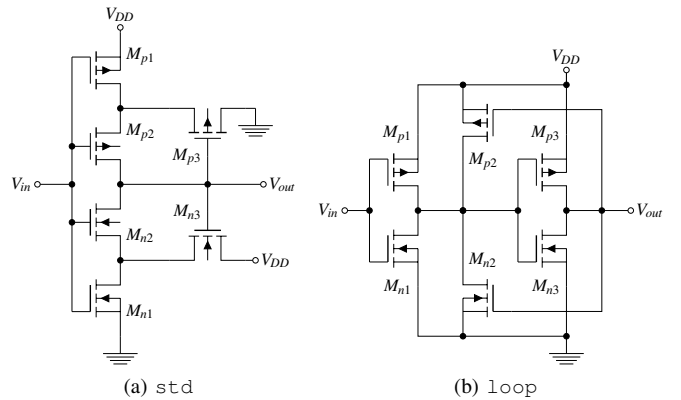 V_DD
M_p1
M_p2
M_p3
V_in
V_out
M_n3
M_n2
V_DD
M_n1
(a) std
V_DD
M_p1
M_p3
M_p2
V_in
V_out
M_n2
M_n1
M_n3
(b) loop